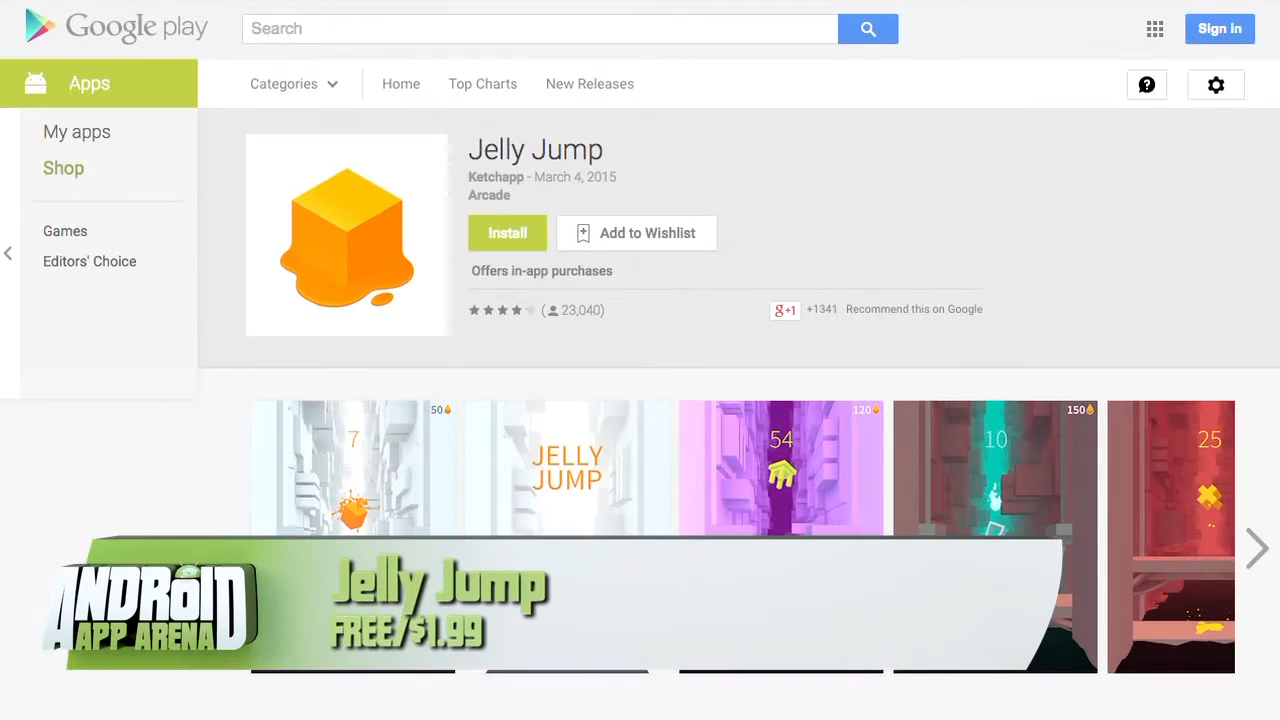 Google play
Search
Sign in
Apps
Categories
Home
Top Charts
New Releases
My apps
Shop
Games
Editors' Choice
Jelly Jump
Ketchapp - March 4, 2015
Arcade
Install
Add to Wishlist
Offers in-app purchases
(23,040)
g+1
+1341
Recommend this on Google
50
7
JELLY
JUMP
120
54
150
10
25
ANDROID
APP ARENA
Jelly Jump
FREE/$1.99